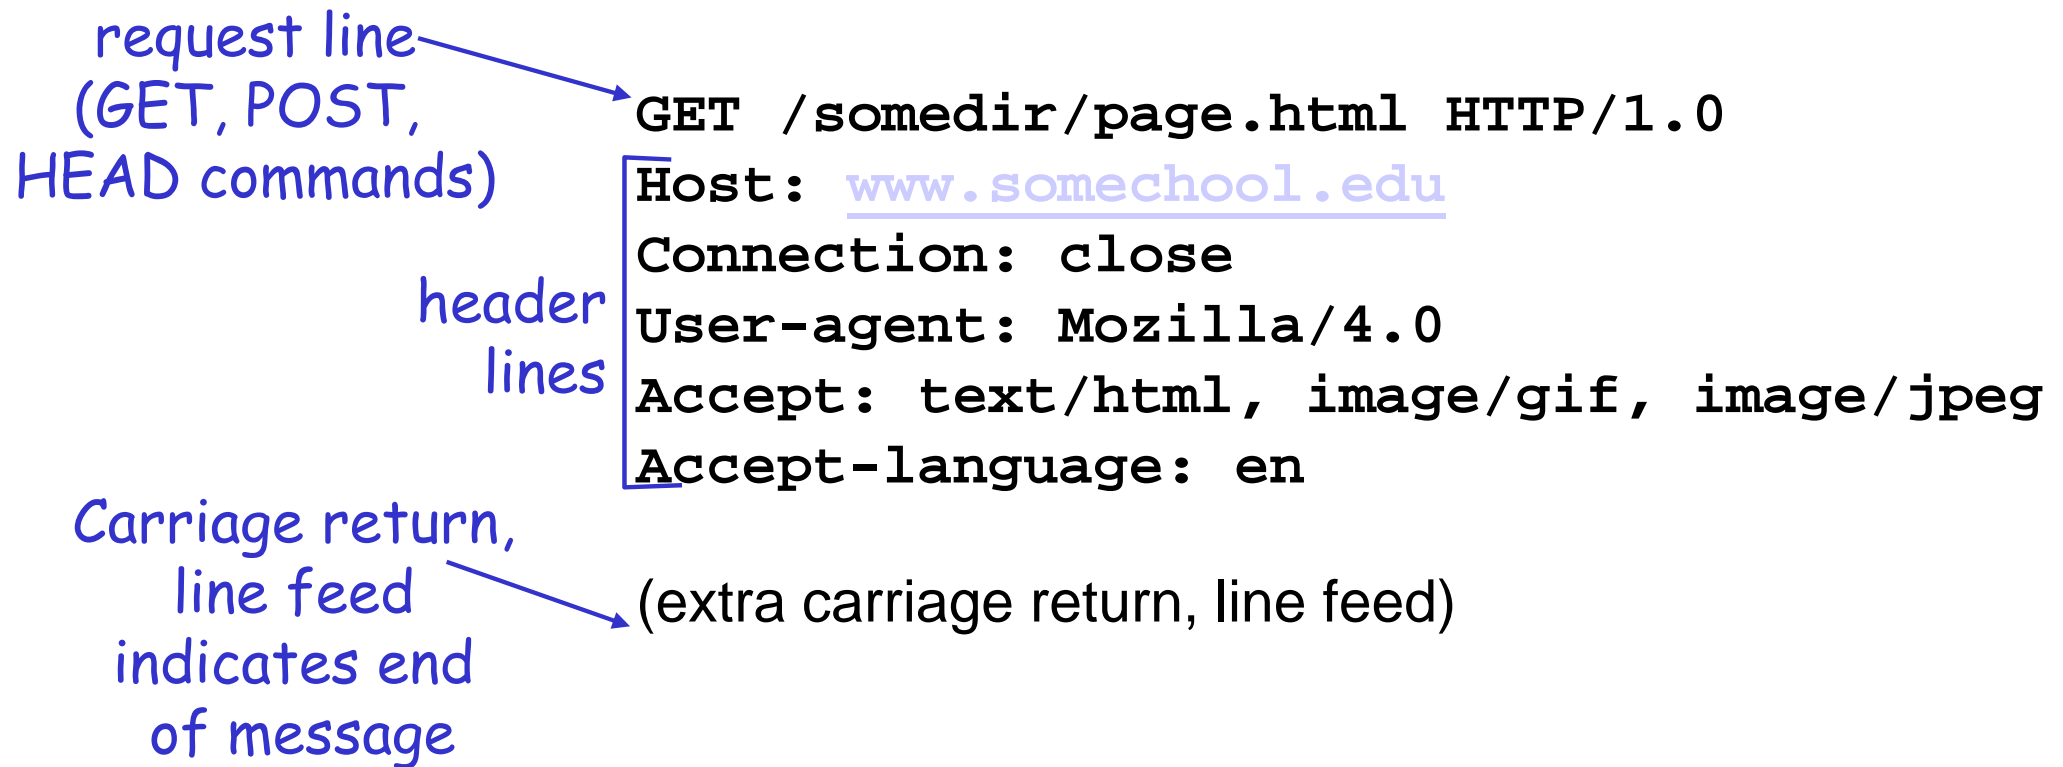 request line
(GET, POST,
HEAD commands)
GET /somedir/page.html HTTP/1.0
Host: www.somechool.edu
Connection: close
User-agent: Mozilla/4.0
Accept: text/html, image/gif, image/jpeg
Accept-language: en
header
lines
Carriage return,
line feed
indicates end
of message
(extra carriage return, line feed)